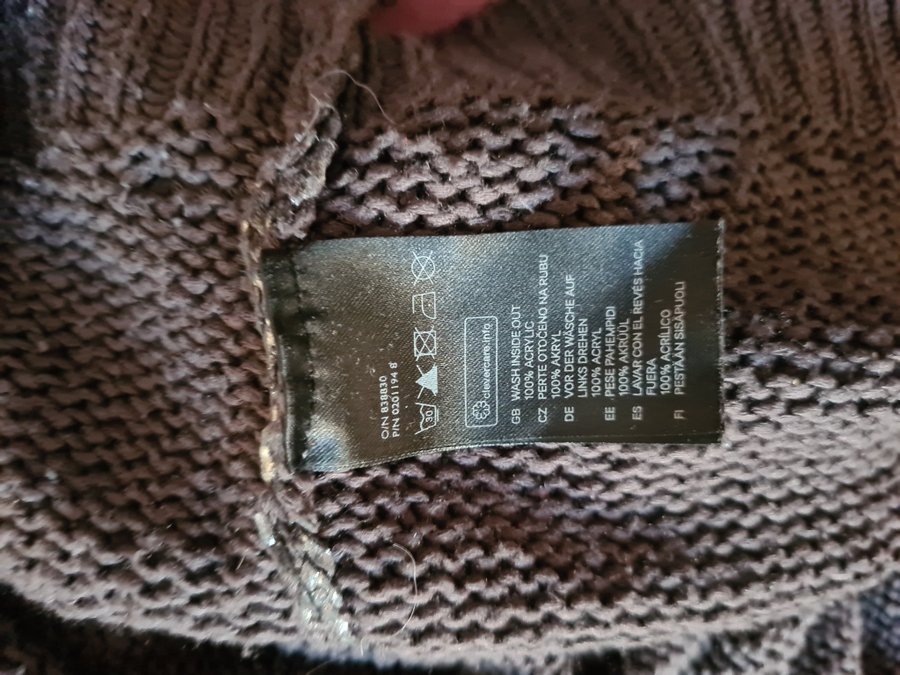 O/N 838830
P/N 0201194 8
30
clevercare.info
GB WASH INSIDE OUT
100% ACRYLIC
CZ PERTE OTOČENO NA RUBU
100% AKRYL
DE VOR DER WÄSCHE AUF
LINKS DREHEN
100% ACRYL
EE PESE PAHEMPIDI
100% AKRÜÜL
ES LAVAR CON EL REVÉS HACIA
FUERA
100% ACRÍLICO
FI PESTÄÄN SISÄPUOLI